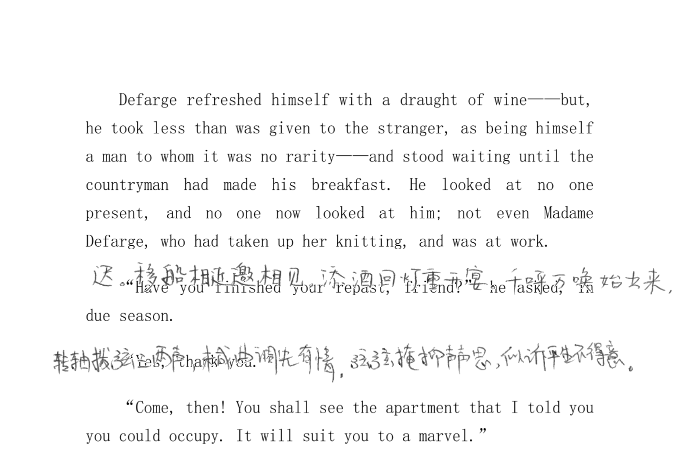 Defarge refreshed himself with a draught of wine——but,
he took less than was given to the stranger, as being himself
a man to whom it was no rarity——and stood waiting until the
countryman had made his breakfast. He looked at no one
present, and no one now looked at him; not even Madame
Defarge, who had taken up her knitting, and was at work.
迟。移船相近邀相见,添酒回灯重开宴。千呼万唤始出来,
“Have you finished your repast, friend?” he asked, in
due season.
转轴拨弦三两声,未成曲调先有情。弦弦掩抑声声思,似诉平生不得意。
“Yes, thank you.”
“Come, then! You shall see the apartment that I told you
you could occupy. It will suit you to a marvel.”